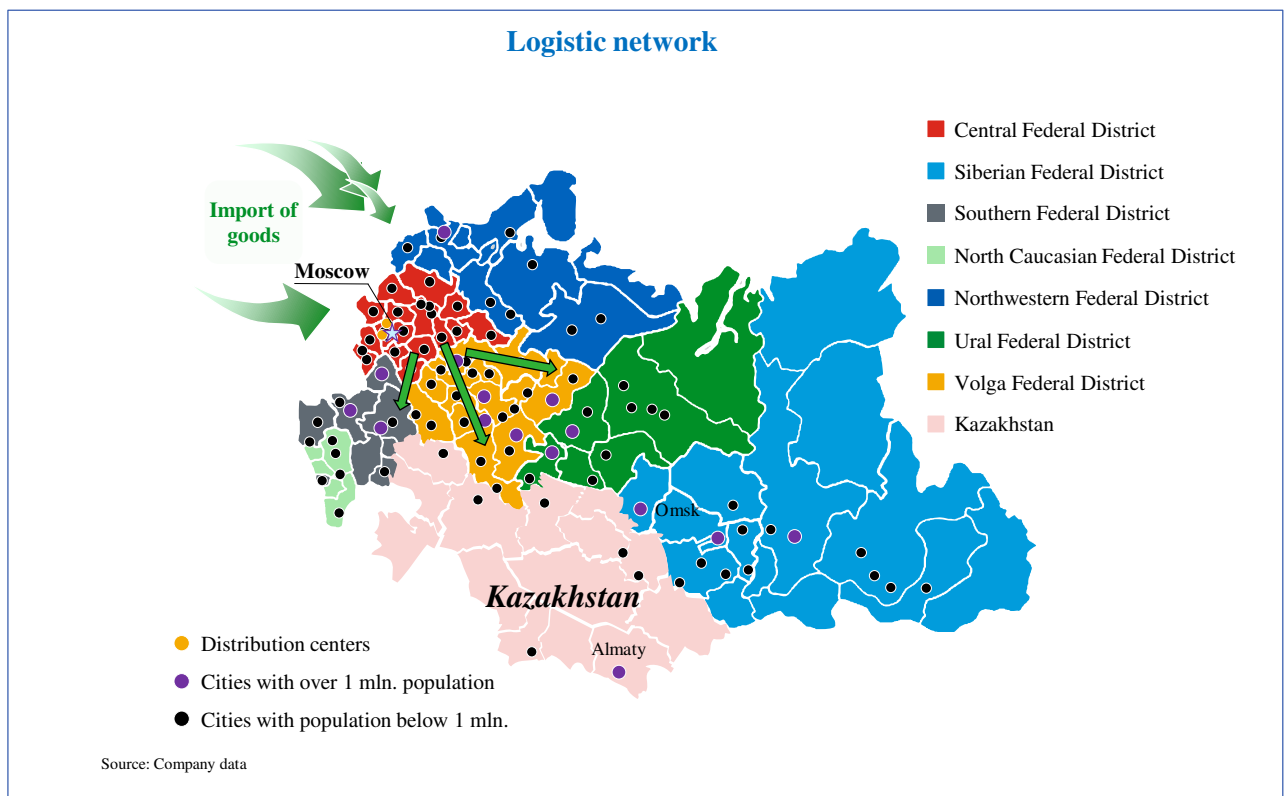 Logistic network
Central Federal District
Siberian Federal District
Southern Federal District
North Caucasian Federal District
Northwestern Federal District
Ural Federal District
Volga Federal District
Kazakhstan
Import of
goods
Moscow
Omsk
Kazakhstan
Almaty
Distribution centers
Cities with over 1 mln. population
Cities with population below 1 mln.
Source: Company data